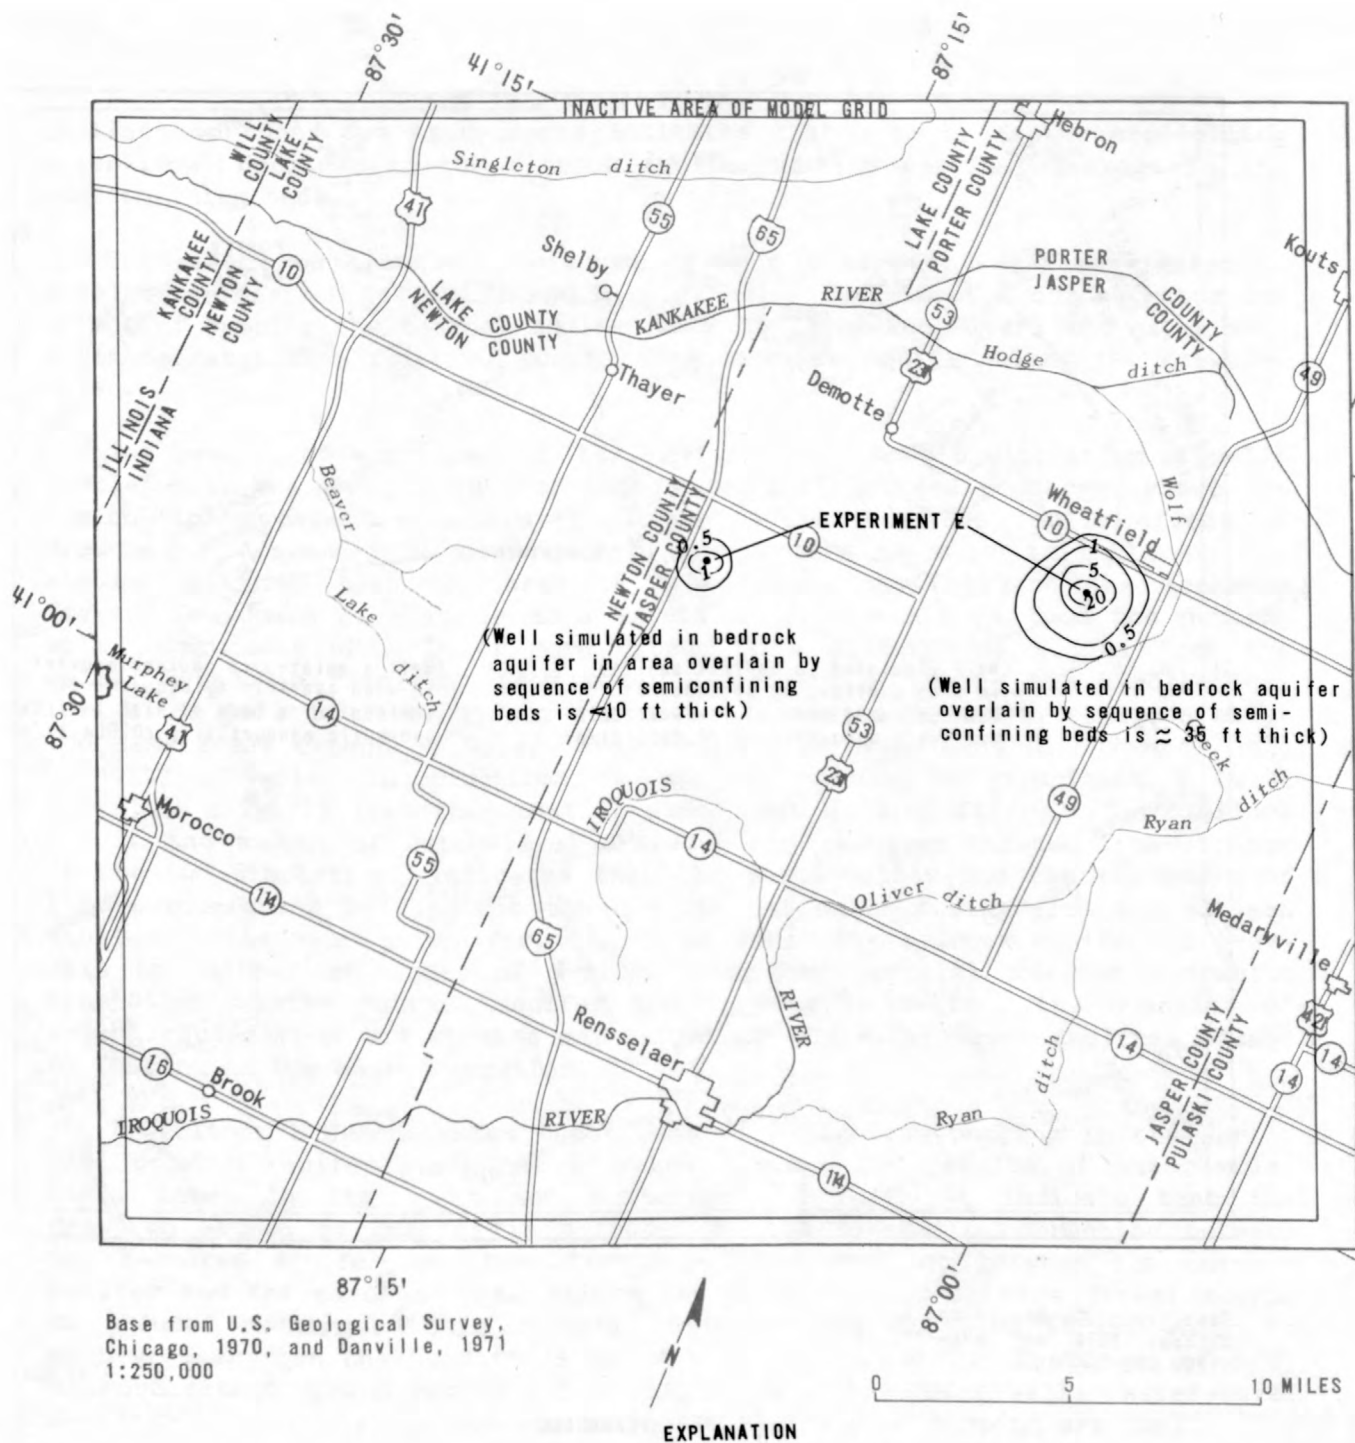 87°30'
41°15'
87°15'
INACTIVE AREA OF MODEL GRID
Hebron
WILL COUNTY
LAKE COUNTY
Singleton ditch
LAKE COUNTY
PORTER COUNTY
41
55
65
Kouts
Shelby
PORTER COUNTY
JASPER COUNTY
KANKAKEE COUNTY
NEWTON COUNTY
10
LAKE COUNTY
NEWTON COUNTY
KANKAKEE RIVER
53
Hodge ditch
231
49
Thayer
Demotte
ILLINOIS
INDIANA
Beaver Lake ditch
Wolf Creek
NEWTON COUNTY
JASPER COUNTY
EXPERIMENT E.
Wheatfield
10
10
0.5
1
1
5
20
0.5
41°00'
(Well simulated in bedrock
aquifer in area overlain by
sequence of semiconfining
beds is <10 ft thick)
(Well simulated in bedrock aquifer
overlain by sequence of semi-
confining beds is ≈ 35 ft thick)
Murphey Lake
87°30'
41
14
53
231
49
IROQUOIS RIVER
Ryan ditch
Morocco
55
14
114
Oliver ditch
Medaryville
65
421
Rensselaer
14
14
14
16
Brook
JASPER COUNTY
PULASKI COUNTY
IROQUOIS RIVER
Ryan ditch
114
87°15'
87°00'
Base from U.S. Geological Survey,
Chicago, 1970, and Danville, 1971
1:250,000
N
0 5 10 MILES
EXPLANATION